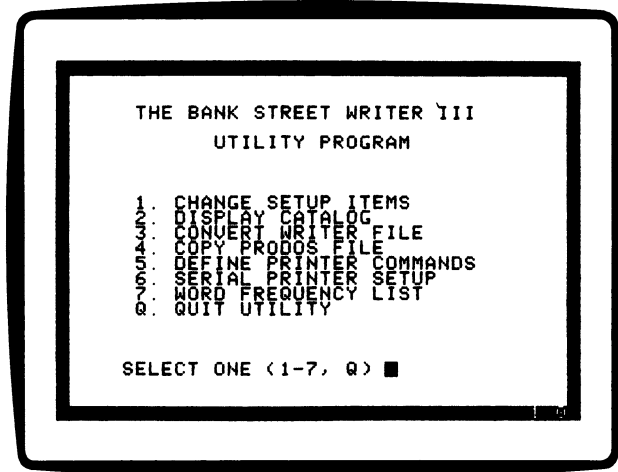 THE BANK STREET WRITER III
UTILITY PROGRAM
1. CHANGE SETUP ITEMS
2. DISPLAY CATALOG
3. CONVERT WRITER FILE
4. COPY PRODOS FILE
5. DEFINE PRINTER COMMANDS
6. SERIAL PRINTER SETUP
7. WORD FREQUENCY LIST
Q. QUIT UTILITY
SELECT ONE (1-7, Q)